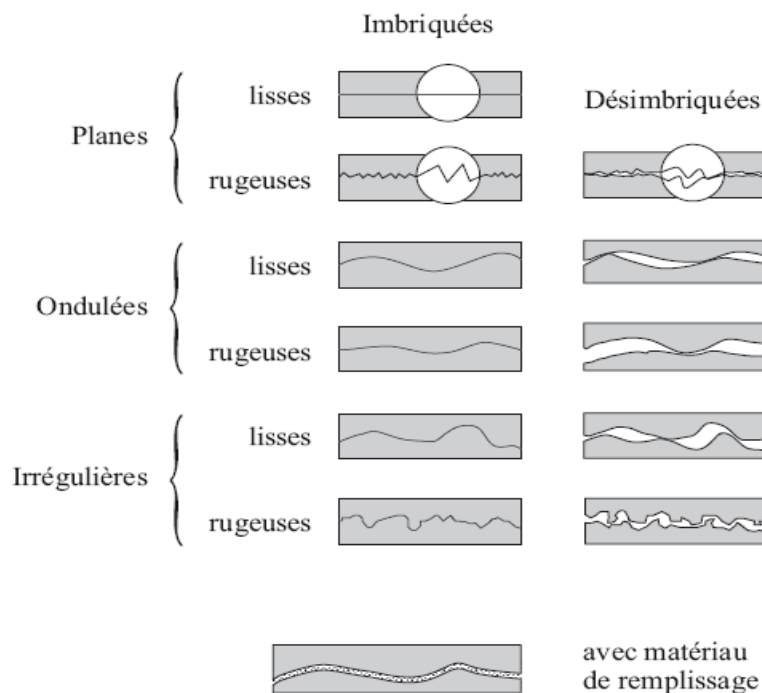 Imbriquées
Désimbriquées
Planes
lisses
rugeuses
Ondulées
lisses
rugeuses
Irrégulières
lisses
rugeuses
avec matériau
de remplissage